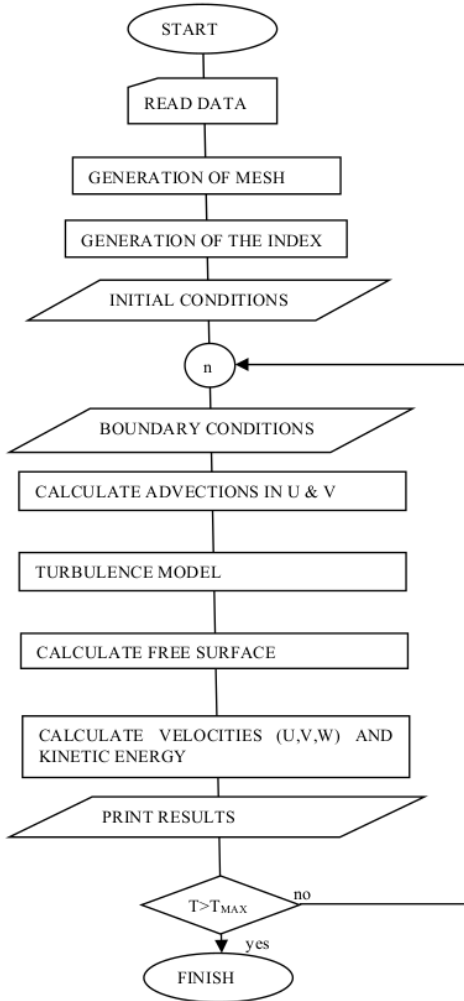 START
READ DATA
GENERATION OF MESH
GENERATION OF THE INDEX
INITIAL CONDITIONS
n
BOUNDARY CONDITIONS
CALCULATE ADVECTIONS IN U & V
TURBULENCE MODEL
CALCULATE FREE SURFACE
CALCULATE VELOCITIES (U,V,W) AND
KINETIC ENERGY
PRINT RESULTS
T>TMAX
no
yes
FINISH